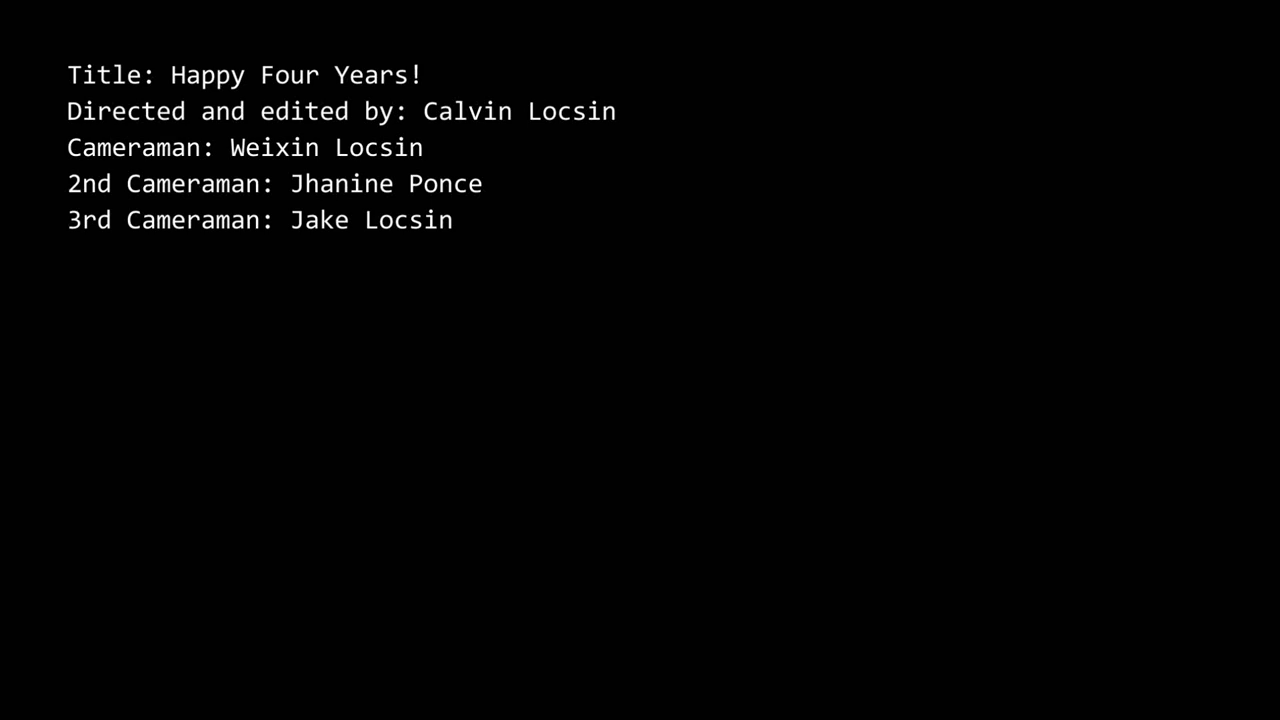 Title: Happy Four Years!
Directed and edited by: Calvin Locsin
Cameraman: Weixin Locsin
2nd Cameraman: Jhanine Ponce
3rd Cameraman: Jake Locsin